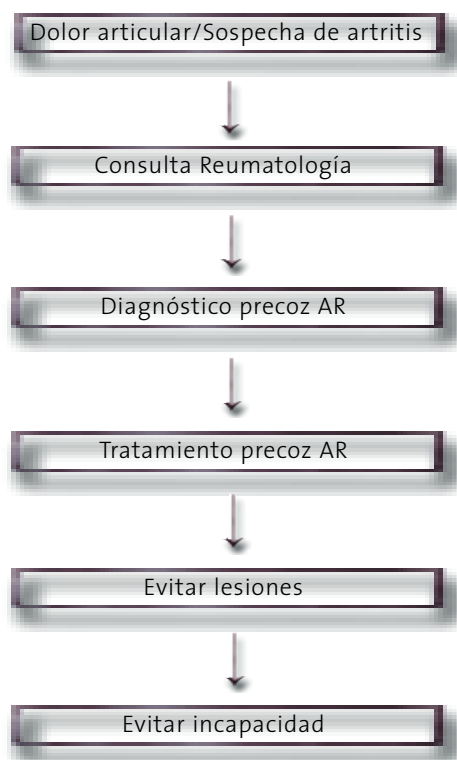 Dolor articular/Sospecha de artritis
Consulta Reumatología
Diagnóstico precoz AR
Tratamiento precoz AR
Evitar lesiones
Evitar incapacidad